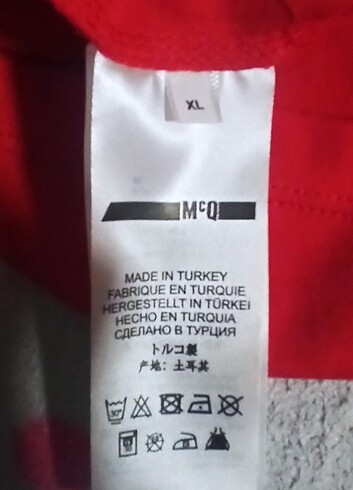 XL
McQ
MADE IN TURKEY
FABRIQUE EN TURQUIE
HERGESTELLT IN TÜRKEI
HECHO EN TURQUIA
СДЕЛАНО В ТУРЦИЯ
トルコ製
产地: 土耳其
30°